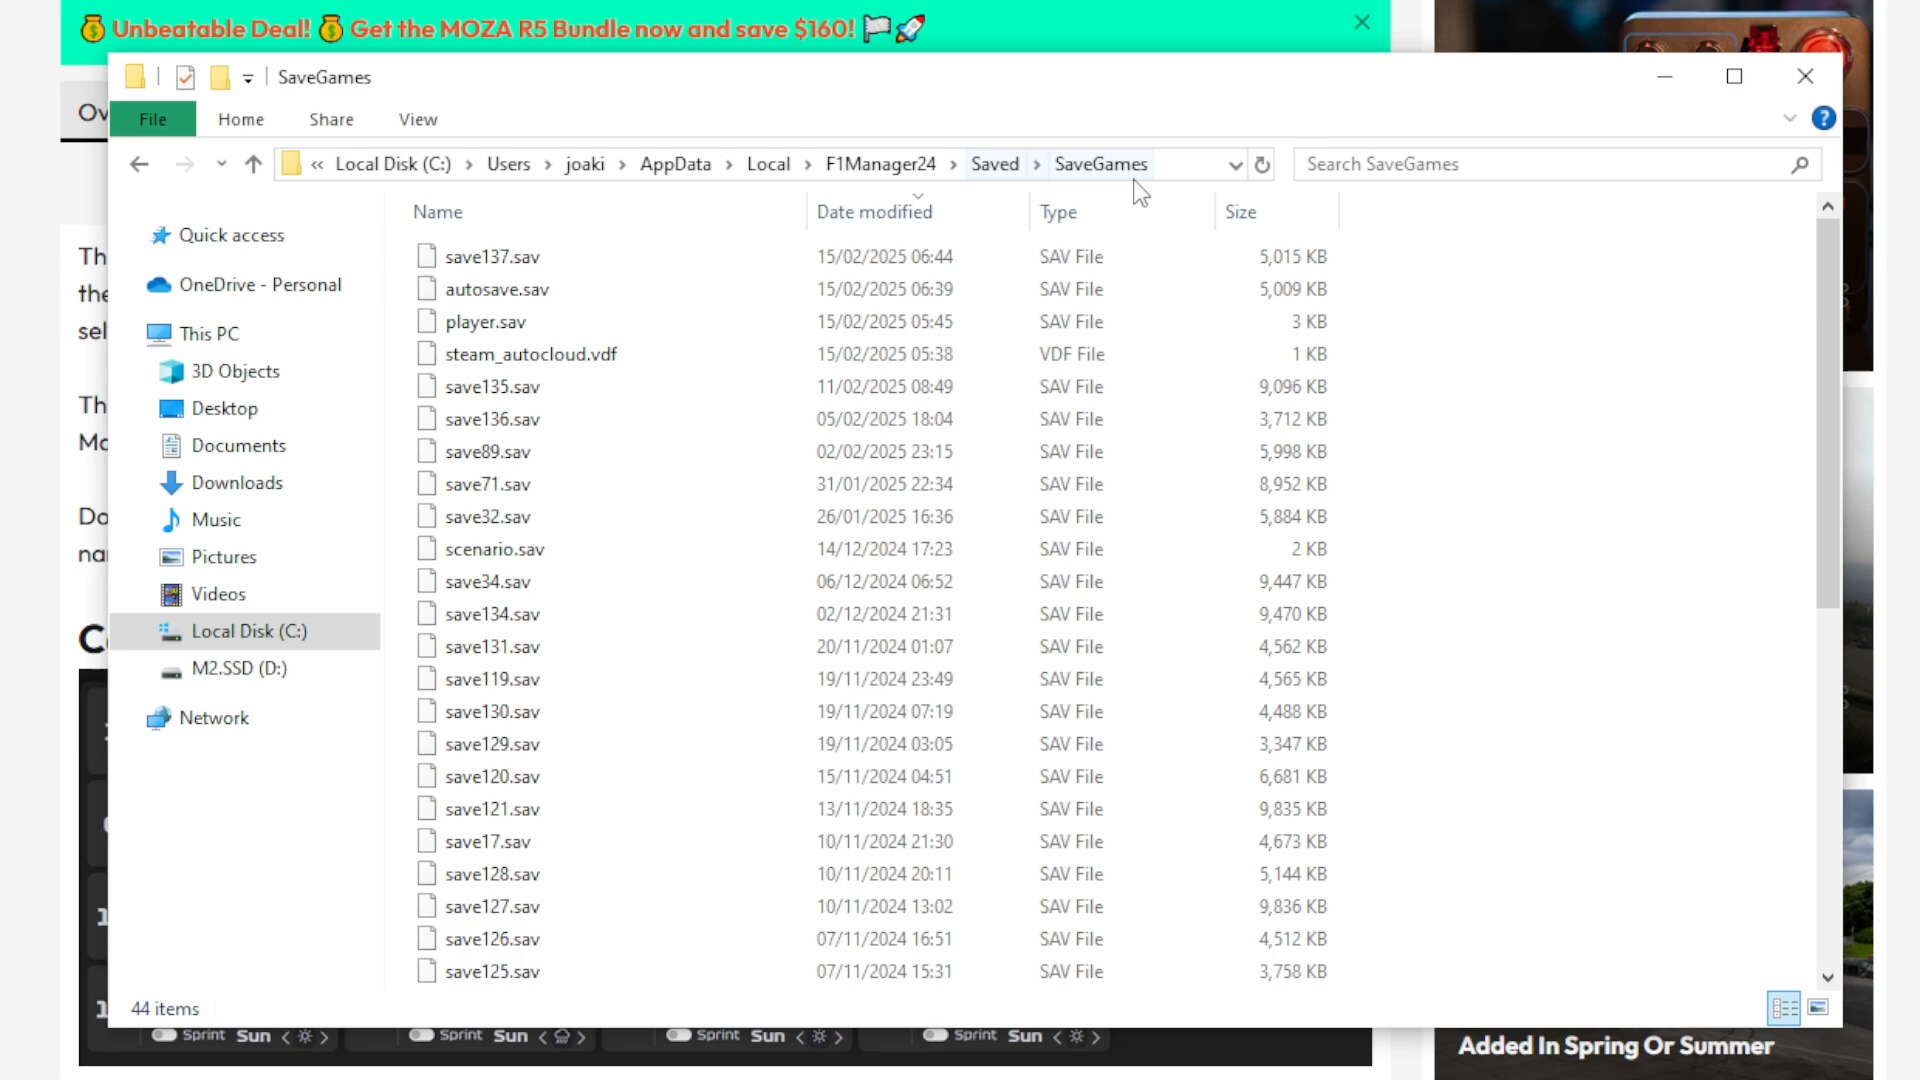 Unbeatable Deal! Get the MOZA R5 Bundle now and save $160!
SaveGames
Ov
File Home Share View
« Local Disk (C:) › Users › joaki › AppData › Local › F1Manager24 › Saved › SaveGames
Search SaveGames
Name Date modified Type Size
Th
the
sel
Th
Mo
Do
nar
Quick access
OneDrive - Personal
This PC
3D Objects
Desktop
Documents
Downloads
Music
Pictures
Videos
Local Disk (C:)
M2.SSD (D:)
Network
save137.sav 15/02/2025 06:44 SAV File 5,015 KB
autosave.sav 15/02/2025 06:39 SAV File 5,009 KB
player.sav 15/02/2025 05:45 SAV File 3 KB
steam_autocloud.vdf 15/02/2025 05:38 VDF File 1 KB
save135.sav 11/02/2025 08:49 SAV File 9,096 KB
save136.sav 05/02/2025 18:04 SAV File 3,712 KB
save89.sav 02/02/2025 23:15 SAV File 5,998 KB
save71.sav 31/01/2025 22:34 SAV File 8,952 KB
save32.sav 26/01/2025 16:36 SAV File 5,884 KB
scenario.sav 14/12/2024 17:23 SAV File 2 KB
save34.sav 06/12/2024 06:52 SAV File 9,447 KB
save134.sav 02/12/2024 21:31 SAV File 9,470 KB
save131.sav 20/11/2024 01:07 SAV File 4,562 KB
save119.sav 19/11/2024 23:49 SAV File 4,565 KB
save130.sav 19/11/2024 07:19 SAV File 4,488 KB
save129.sav 19/11/2024 03:05 SAV File 3,347 KB
save120.sav 15/11/2024 04:51 SAV File 6,681 KB
save121.sav 13/11/2024 18:35 SAV File 9,835 KB
save17.sav 10/11/2024 21:30 SAV File 4,673 KB
save128.sav 10/11/2024 20:11 SAV File 5,144 KB
save127.sav 10/11/2024 13:02 SAV File 9,836 KB
save126.sav 07/11/2024 16:51 SAV File 4,512 KB
save125.sav 07/11/2024 15:31 SAV File 3,758 KB
44 items
Sprint Sun Sprint Sun Sprint Sun Sprint Sun
Added In Spring Or Summer